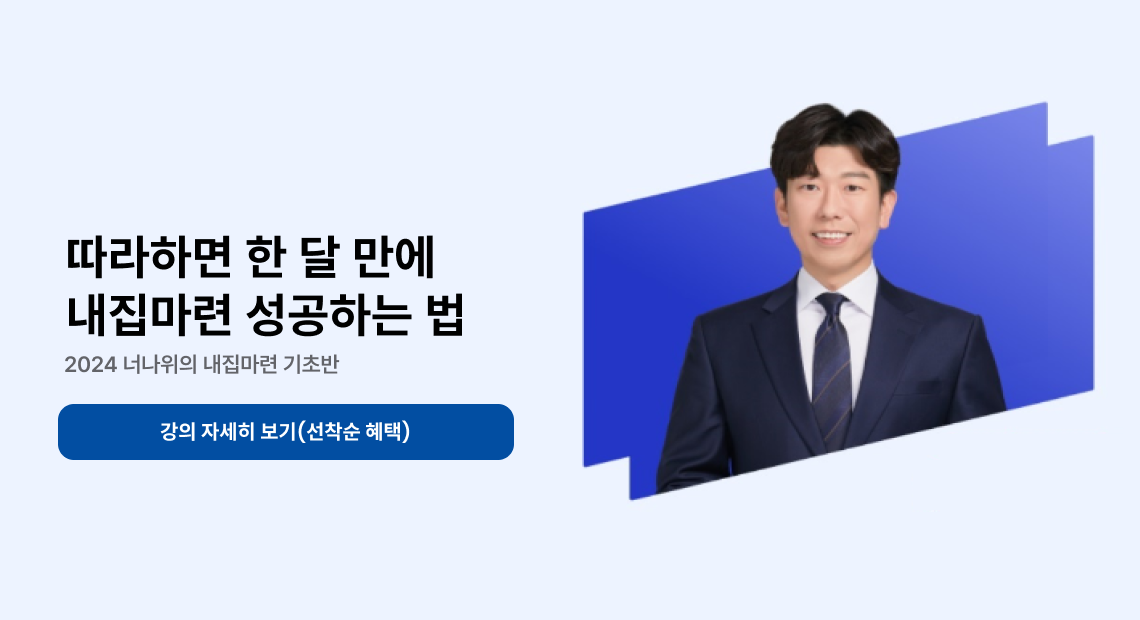 따라하면 한 달 만에
내집마련 성공하는 법
2024 너나위의 내집마련 기초반
강의 자세히 보기(선착순 혜택)